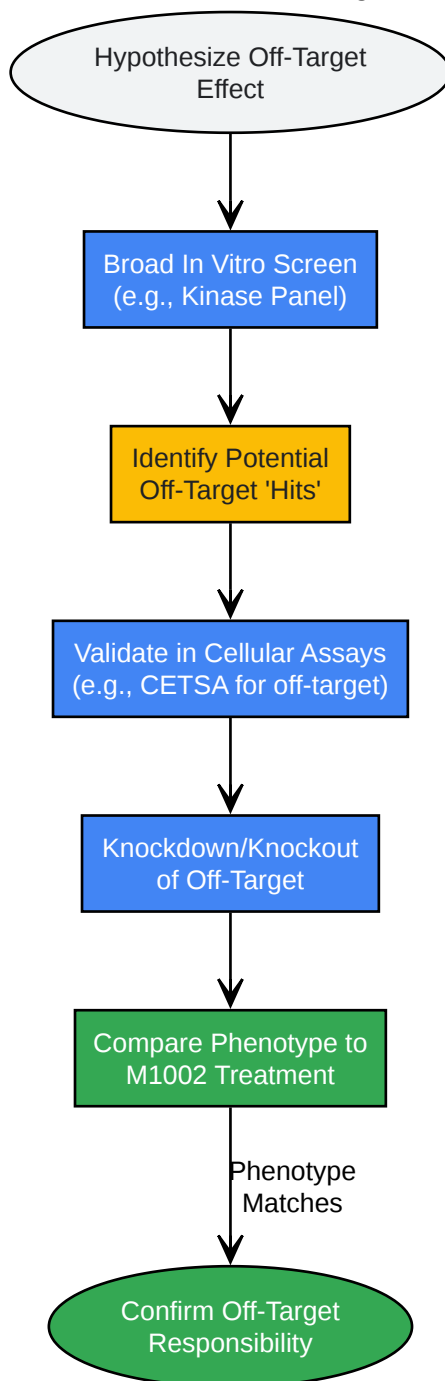 Hypothesize Off-Target
Effect
Broad In Vitro Screen
(e.g., Kinase Panel)
Identify Potential
Off-Target 'Hits'
Validate in Cellular Assays
(e.g., CETSA for off-target)
Knockdown/Knockout
of Off-Target
Compare Phenotype to
M1002 Treatment
Phenotype
Matches
Confirm Off-Target
Responsibility